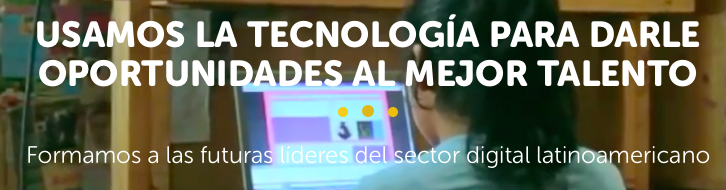 USAMOS LA TECNOLOGÍA PARA DARLE
OPORTUNIDADES AL MEJOR TALENTO
Formamos a las futuras líderes del sector digital latinoamericano